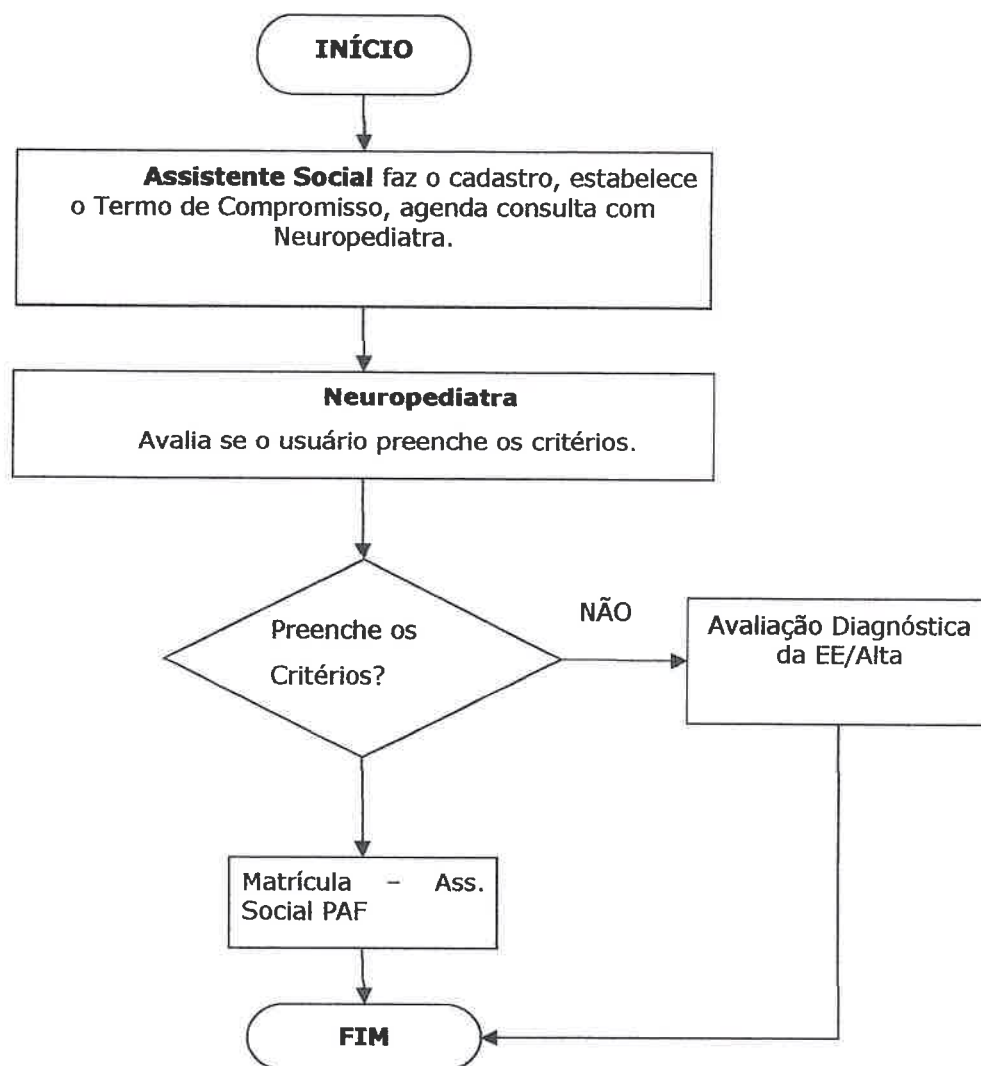 INÍCIO
Assistente Social faz o cadastro, estabelece
o Termo de Compromisso, agenda consulta com
Neuropediatra.
Neuropediatra
Avalia se o usuário preenche os critérios.
Preenche os
Critérios?
NÃO
Avaliação Diagnóstica
da EE/Alta
Matrícula – Ass.
Social PAF
FIM